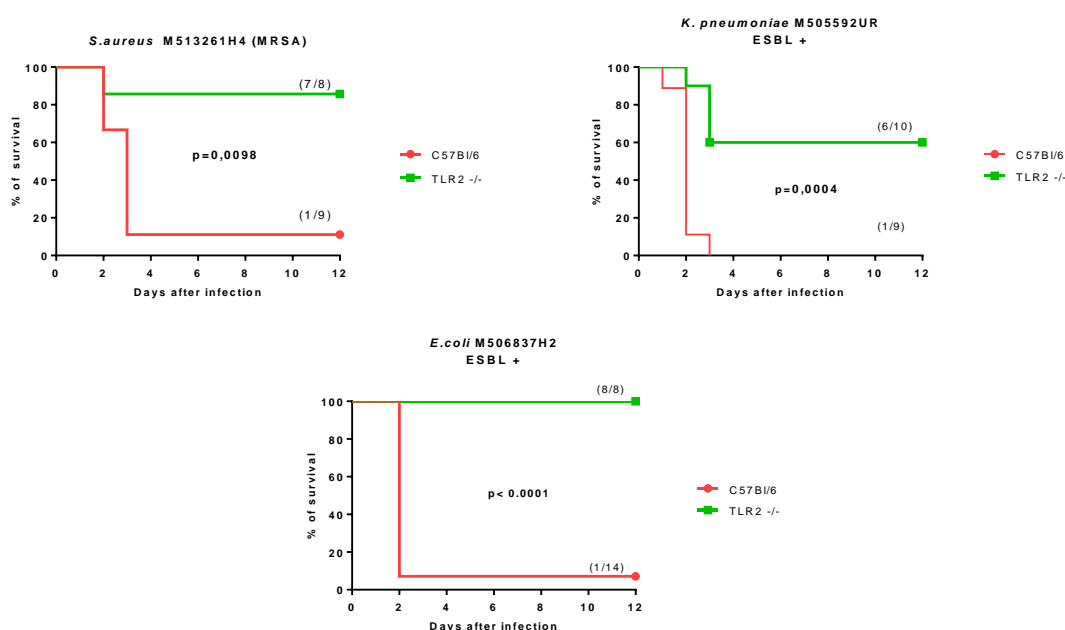 S.aureus M513261H4 (MRSA)
100
80
60
40
20
0
% of survival
0 2 4 6 8 10 12
Days after infection
(7/8)
p=0,0098
(1/9)
C57Bl/6
TLR2 -/-
K. pneumoniae M505592UR
ESBL +
100
80
60
40
20
0
% of survival
0 2 4 6 8 10 12
Days after infection
(6/10)
p=0,0004
(1/9)
C57Bl/6
TLR2 -/-
E.coli M506837H2
ESBL +
100
80
60
40
20
0
% of survival
0 2 4 6 8 10 12
Days after infection
(8/8)
p< 0.0001
(1/14)
C57Bl/6
TLR2 -/-